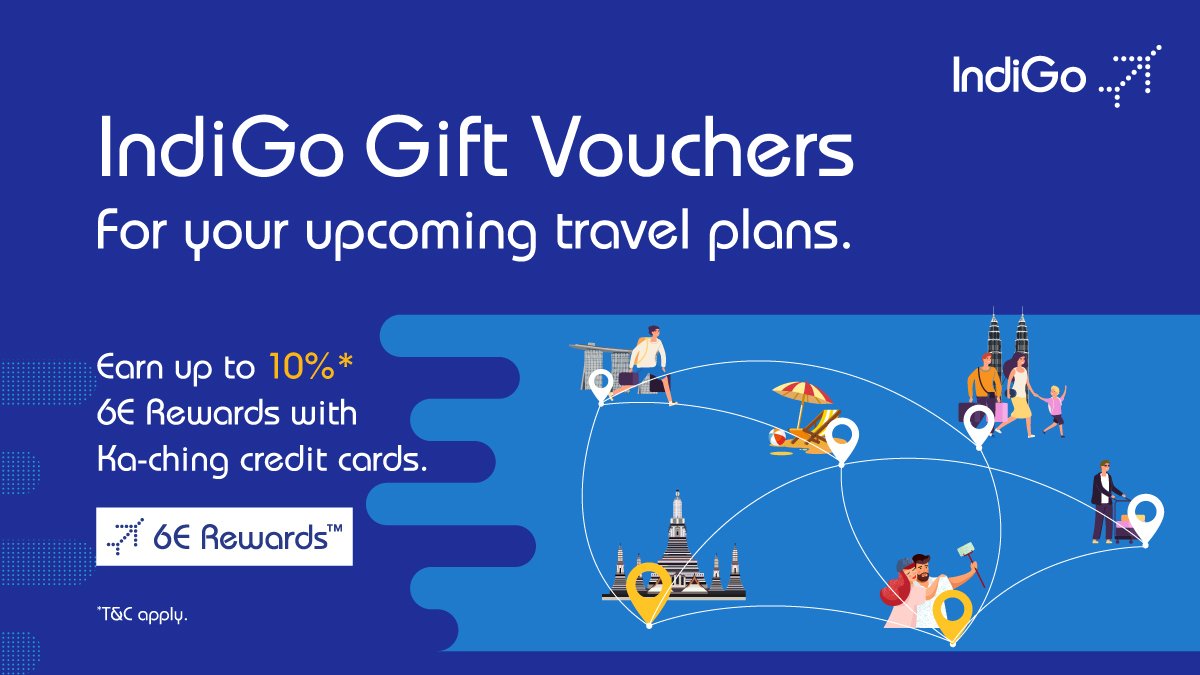 IndiGo
IndiGo Gift Vouchers
For your upcoming travel plans.
Earn up to 10%*
6E Rewards with
Ka-ching credit cards.
6E Rewards™
*T&C apply.